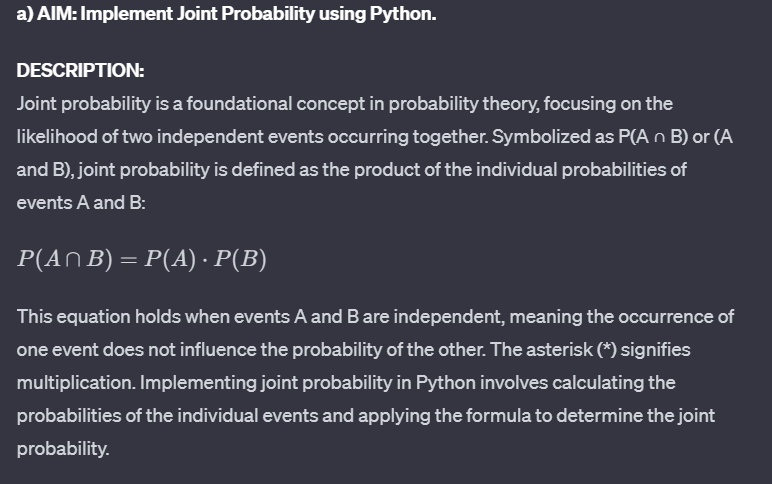 a) AIM: Implement Joint Probability using Python.
DESCRIPTION:
Joint probability is a foundational concept in probability theory, focusing on the
likelihood of two independent events occurring together. Symbolized as P(A ∩ B) or (A
and B), joint probability is defined as the product of the individual probabilities of
events A and B:
P(A ∩ B) = P(A) · P(B)
This equation holds when events A and B are independent, meaning the occurrence of
one event does not influence the probability of the other. The asterisk (*) signifies
multiplication. Implementing joint probability in Python involves calculating the
probabilities of the individual events and applying the formula to determine the joint
probability.